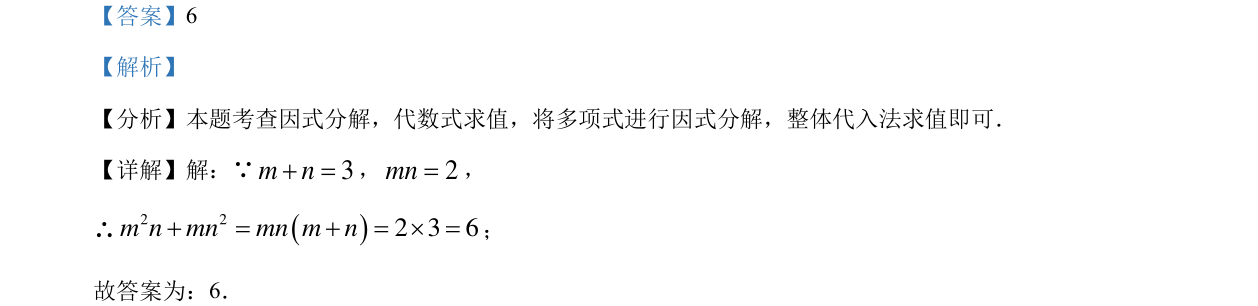 【答案】6
【解析】
【分析】本题考查因式分解，代数式求值，将多项式进行因式分解，整体代入法求值即可．
【详解】解：∵m+n=3，mn=2，
∴m²n+mn²=mn(m+n)=2×3=6；
故答案为：6．